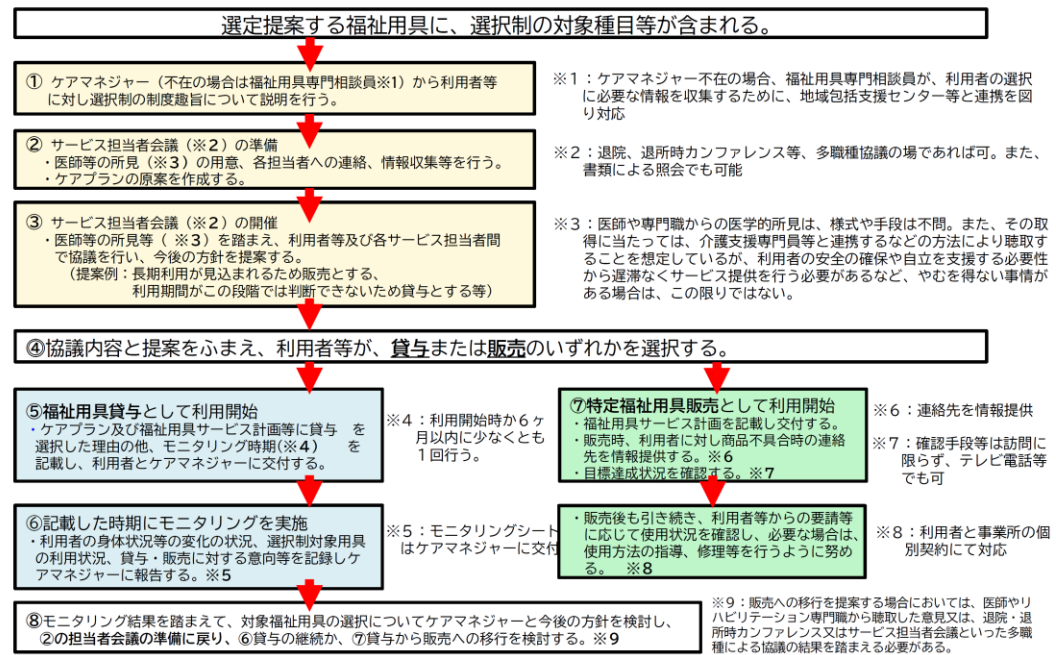 選定提案する福祉用具に、選択制の対象種目等が含まれる。
① ケアマネジャー（不在の場合は福祉用具専門相談員※1）から利用者等
に対し選択制の制度趣旨について説明を行う。
※１：ケアマネジャー不在の場合、福祉用具専門相談員が、利用者の選択
に必要な情報を収集するために、地域包括支援センター等と連携を図
り対応
② サービス担当者会議（※２）の準備
・医師等の所見（※３）の用意、各担当者への連絡、情報収集等を行う。
・ケアプランの原案を作成する。
※２：退院、退所時カンファレンス等、多職種協議の場であれば可。また、
書類による照会でも可能
③ サービス担当者会議（※２）の開催
・医師等の所見等（ ※３）を踏まえ、利用者等及び各サービス担当者間
で協議を行い、今後の方針を提案する。
（提案例：長期利用が見込まれるため販売とする、
利用期間がこの段階では判断できないため貸与とする等）
※３：医師や専門職からの医学的所見は、様式や手段は不問。また、その取
得に当たっては、介護支援専門員等と連携するなどの方法により聴取す
ることを想定しているが、利用者の安全の確保や自立を支援する必要性
から遅滞なくサービス提供を行う必要があるなど、やむを得ない事情が
ある場合は、この限りではない。
④協議内容と提案をふまえ、利用者等が、貸与または販売のいずれかを選択する。
⑤福祉用具貸与として利用開始
・ケアプラン及び福祉用具サービス計画等に貸与　を
選択した理由の他、モニタリング時期(※４)　を
記載し、利用者とケアマネジャーに交付する。
※４：利用開始時か６ヶ
月以内に少なくとも
１回行う。
⑦特定福祉用具販売として利用開始
・福祉用具サービス計画を記載し交付する。
・販売時、利用者に対し商品不具合時の連絡
先を情報提供する。※６
・目標達成状況を確認する。※７
※６：連絡先を情報提供
※７：確認手段等は訪問に
限らず、テレビ電話等
でも可
⑥記載した時期にモニタリングを実施
・利用者の身体状況等の変化の状況、選択制対象用具
の利用状況、貸与・販売に対する意向等を記録しケ
アマネジャーに報告する。※５
※５：モニタリングシート
はケアマネジャーに交付
・販売後も引き続き、利用者等からの要請等
に応じて使用状況を確認し、必要な場合は、
使用方法の指導、修理等を行うように努め
る。　※８
※８：利用者と事業所の個
別契約にて対応
⑧モニタリング結果を踏まえて、対象福祉用具の選択についてケアマネジャーと今後の方針を検討し、
②の担当者会議の準備に戻り、⑥貸与の継続か、⑦貸与から販売への移行を検討する。※９
※９：販売への移行を提案する場合においては、医師やリ
ハビリテーション専門職から聴取した意見又は、退院・退
所時カンファレンス又はサービス担当者会議といった多職
種による協議の結果を踏まえる必要がある。